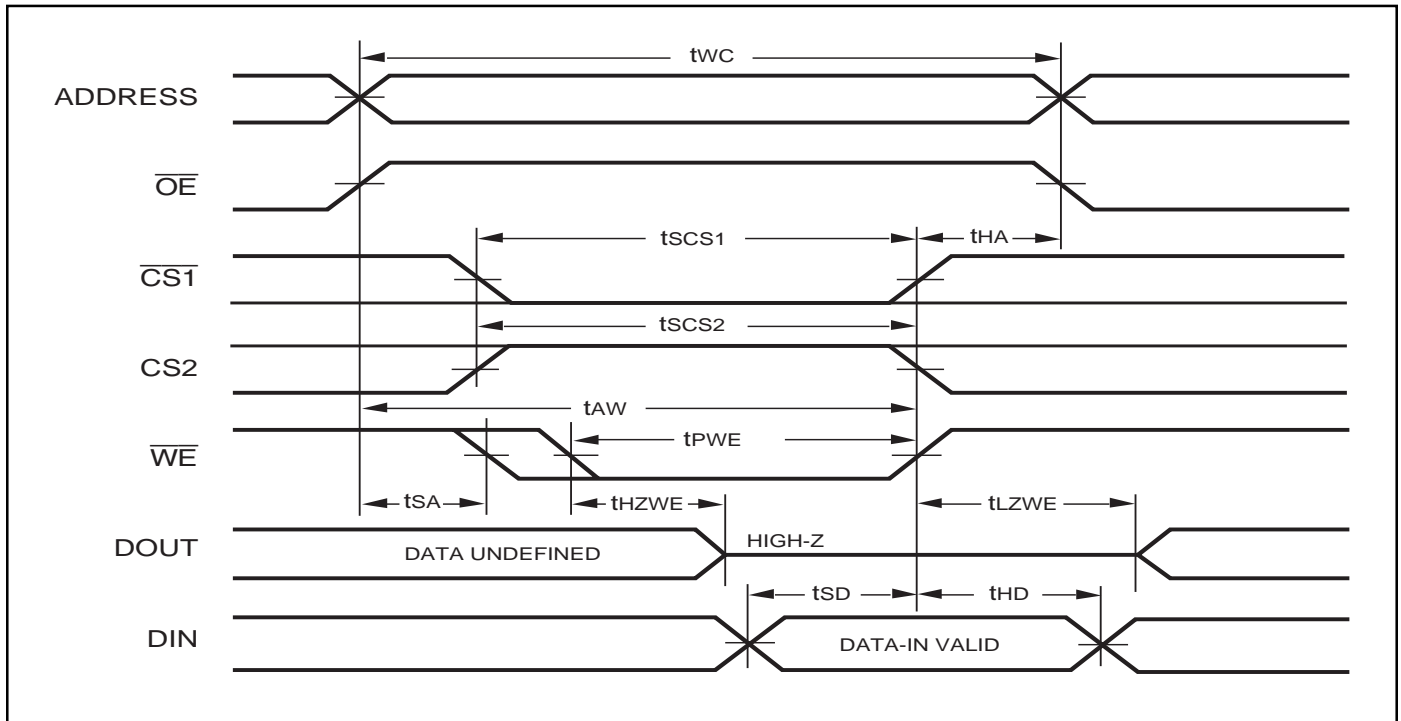 tWC
ADDRESS
OE
tSCS1
tHA
CS1
tSCS2
CS2
tAW
tPWE
WE
tSA
tHZWE
tLZWE
DOUT
DATA UNDEFINED
HIGH-Z
tSD
tHD
DIN
DATA-IN VALID